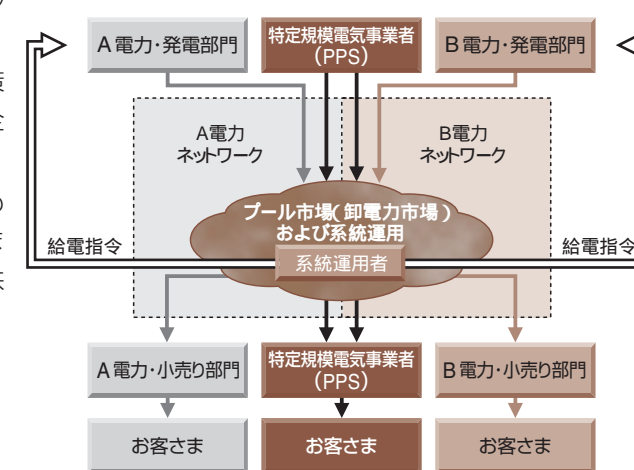 A電力・発電部門
特定規模電気事業者
(PPS)
B電力・発電部門
A電力
ネットワーク
B電力
ネットワーク
プール市場(卸電力市場)
および系統運用
系統運用者
給電指令
給電指令
A電力・小売り部門
特定規模電気事業者
(PPS)
B電力・小売り部門
お客さま
お客さま
お客さま